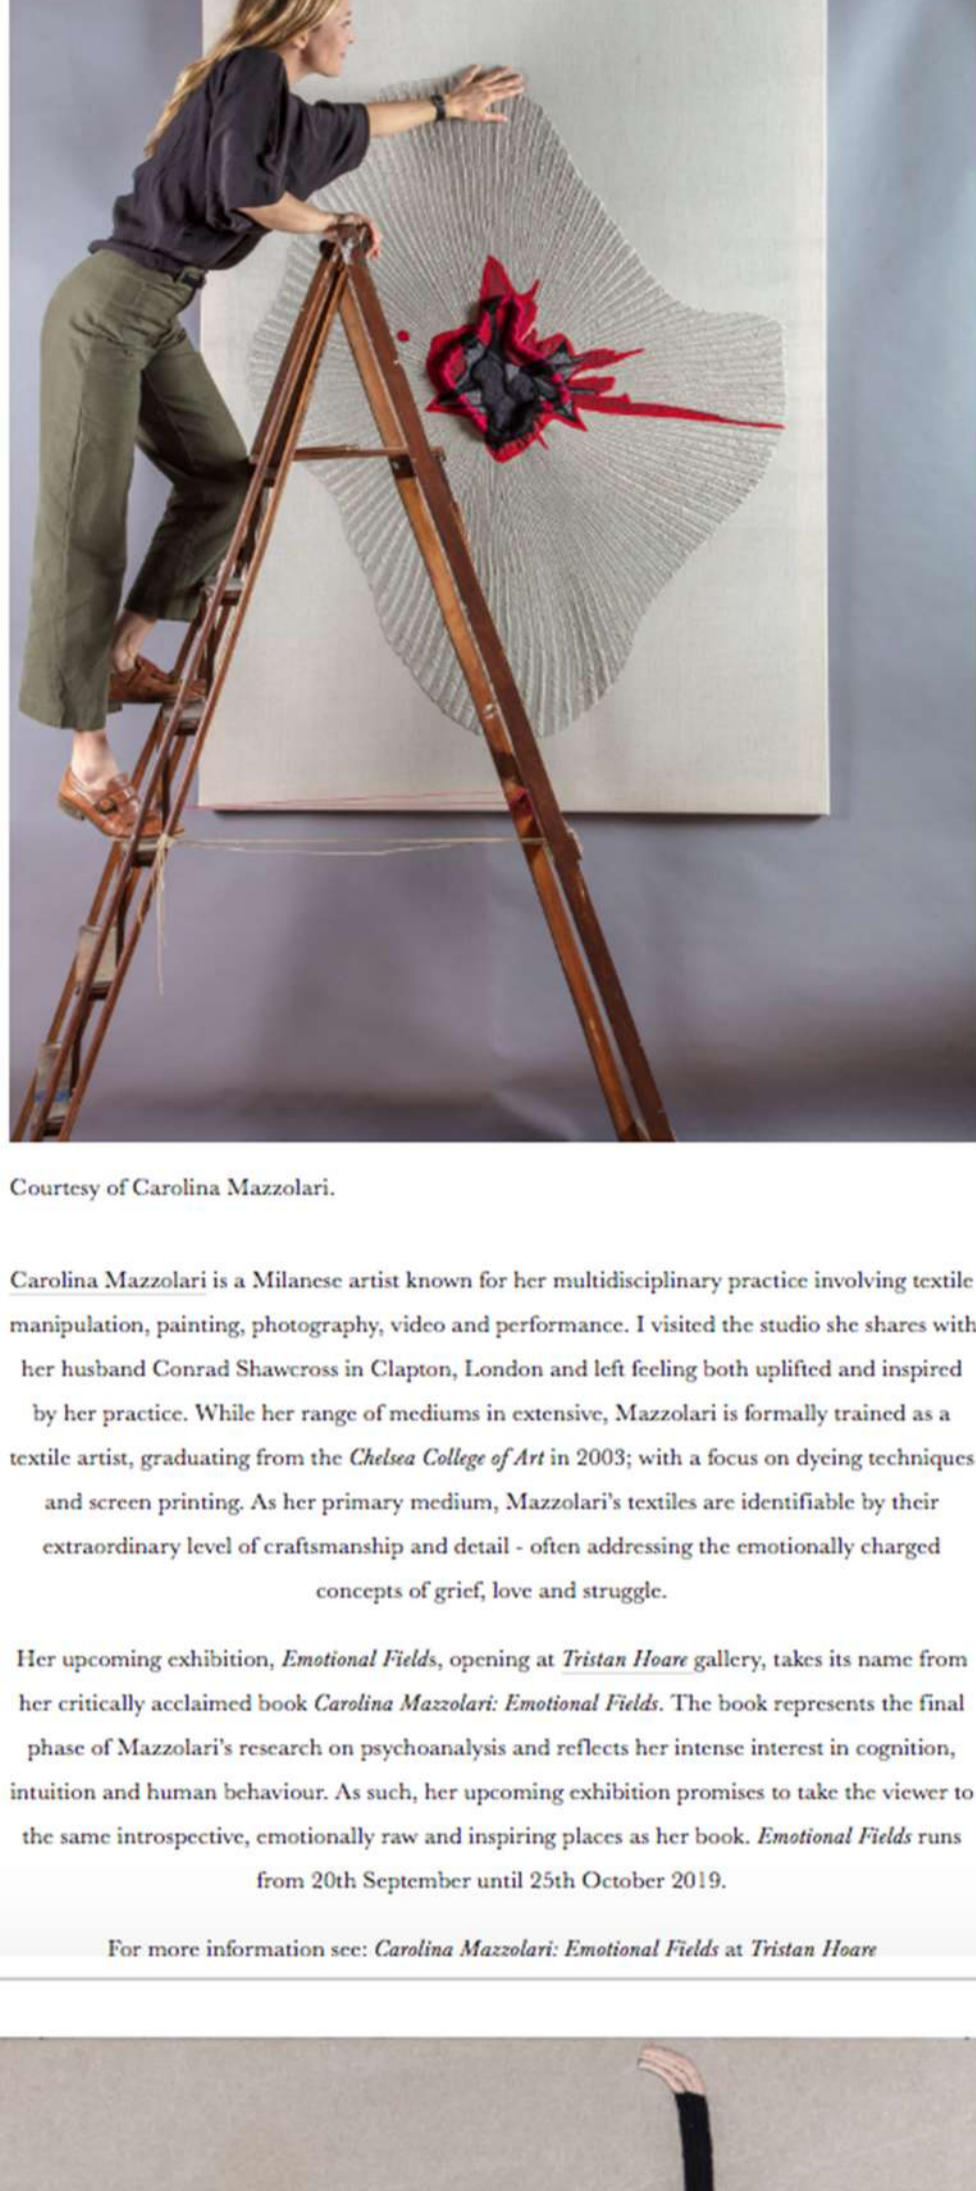 Courtesy of Carolina Mazzolari.
Carolina Mazzolari is a Milanese artist known for her multidisciplinary practice involving textile
manipulation, painting, photography, video and performance. I visited the studio she shares with
her husband Conrad Shawcross in Clapton, London and left feeling both uplifted and inspired
by her practice. While her range of mediums in extensive, Mazzolari is formally trained as a
textile artist, graduating from the Chelsea College of Art in 2003; with a focus on dyeing techniques
and screen printing. As her primary medium, Mazzolari's textiles are identifiable by their
extraordinary level of craftsmanship and detail - often addressing the emotionally charged
concepts of grief, love and struggle.
Her upcoming exhibition, Emotional Fields, opening at Tristan Hoare gallery, takes its name from
her critically acclaimed book Carolina Mazzolari: Emotional Fields. The book represents the final
phase of Mazzolari's research on psychoanalysis and reflects her intense interest in cognition,
intuition and human behaviour. As such, her upcoming exhibition promises to take the viewer to
the same introspective, emotionally raw and inspiring places as her book. Emotional Fields runs
from 20th September until 25th October 2019.
For more information see: Carolina Mazzolari: Emotional Fields at Tristan Hoare